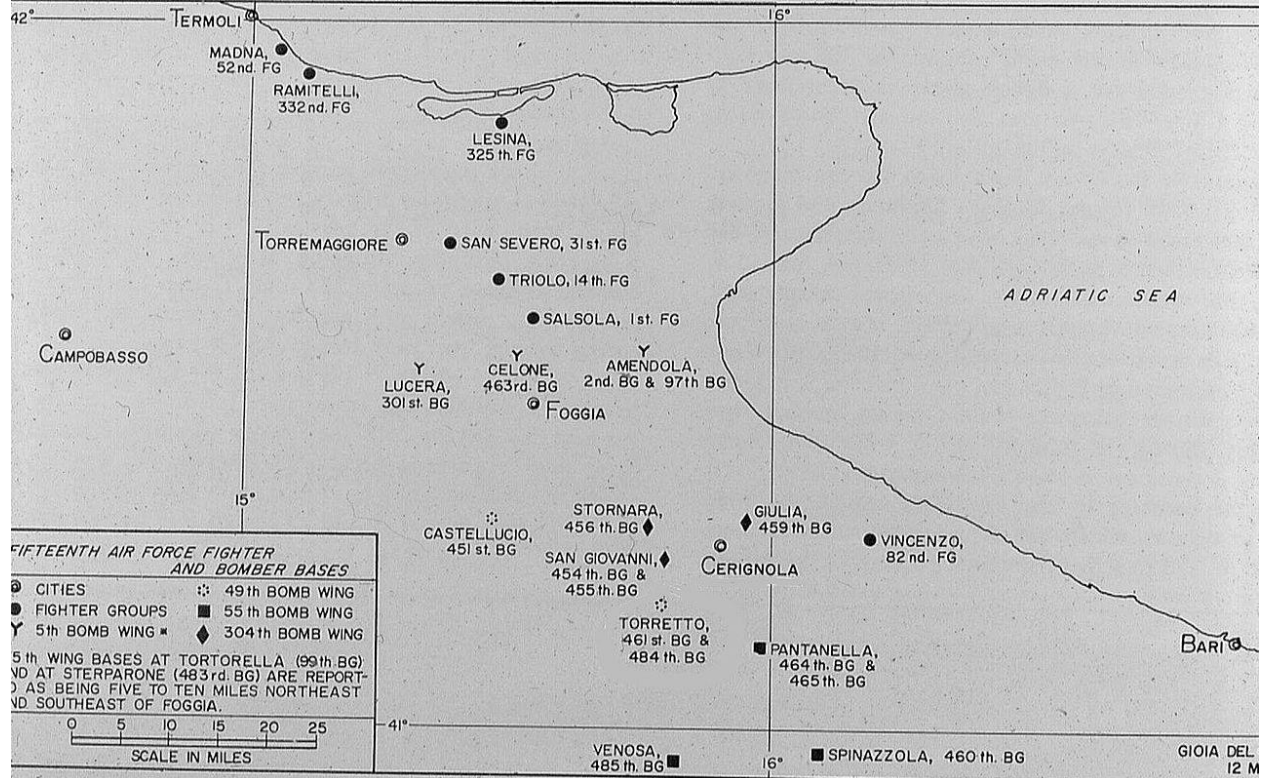 42°
16°
TERMOLI
MADNA,
52nd. FG
RAMITELLI,
332nd. FG
LESINA,
325th. FG
TORREMAGGIORE
SAN SEVERO, 31st. FG
TRIOLO, 14th. FG
ADRIATIC SEA
SALSOLA, 1st. FG
CAMPOBASSO
LUCERA,
301st. BG
CELONE,
463rd. BG
AMENDOLA,
2nd. BG & 97th BG
FOGGIA
15°
CASTELLUCIO,
451st. BG
STORNARA,
456th. BG
GIULIA,
459th BG
SAN GIOVANNI,
454th. BG &
455th. BG
CERIGNOLA
VINCENZO,
82nd. FG
TORRETTO,
461st. BG &
484th. BG
PANTANELLA,
464th. BG &
465th. BG
BARI
FIFTEENTH AIR FORCE FIGHTER
AND BOMBER BASES
CITIES
49th BOMB WING
FIGHTER GROUPS
55th BOMB WING
5th BOMB WING *
304th BOMB WING
5th WING BASES AT TORTORELLA (99th BG)
ND AT STERPARONE (483rd. BG) ARE REPORT-
D AS BEING FIVE TO TEN MILES NORTHEAST
ND SOUTHEAST OF FOGGIA.
0 5 10 15 20 25
SCALE IN MILES
41°
VENOSA,
485th. BG
16°
SPINAZZOLA, 460th. BG
GIOIA DEL
12 M